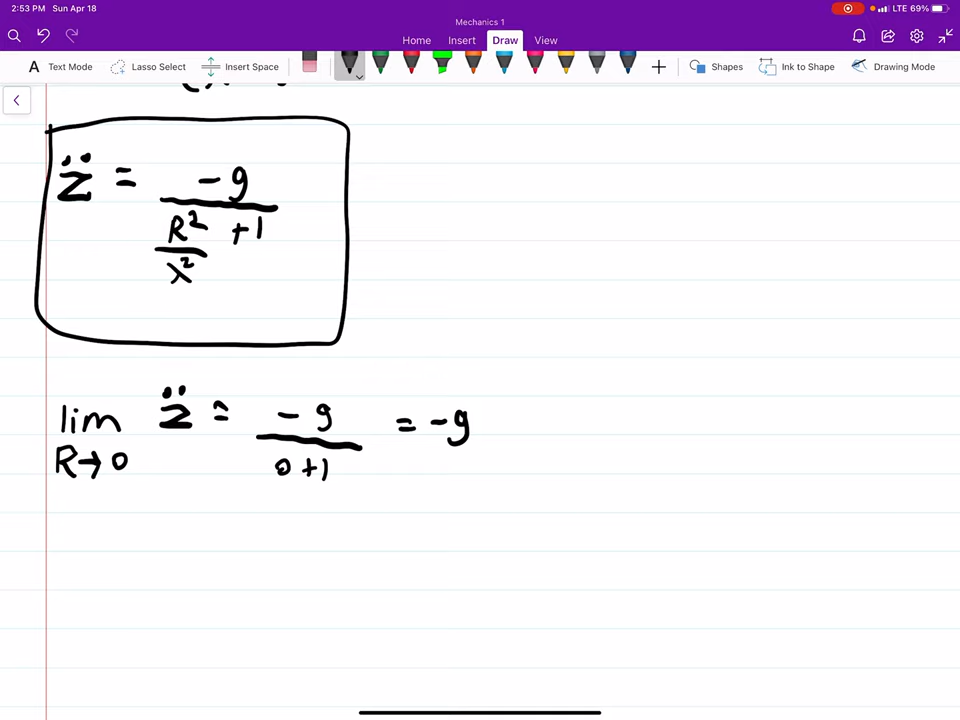 2:53 PM Sun Apr 18
LTE 69%
Mechanics 1
Home Insert Draw View
A Text Mode Lasso Select Insert Space Shapes Ink to Shape Drawing Mode
z̈ = -g
R² + 1
x²
lim z̈ = -g = -g
R→0 0+1